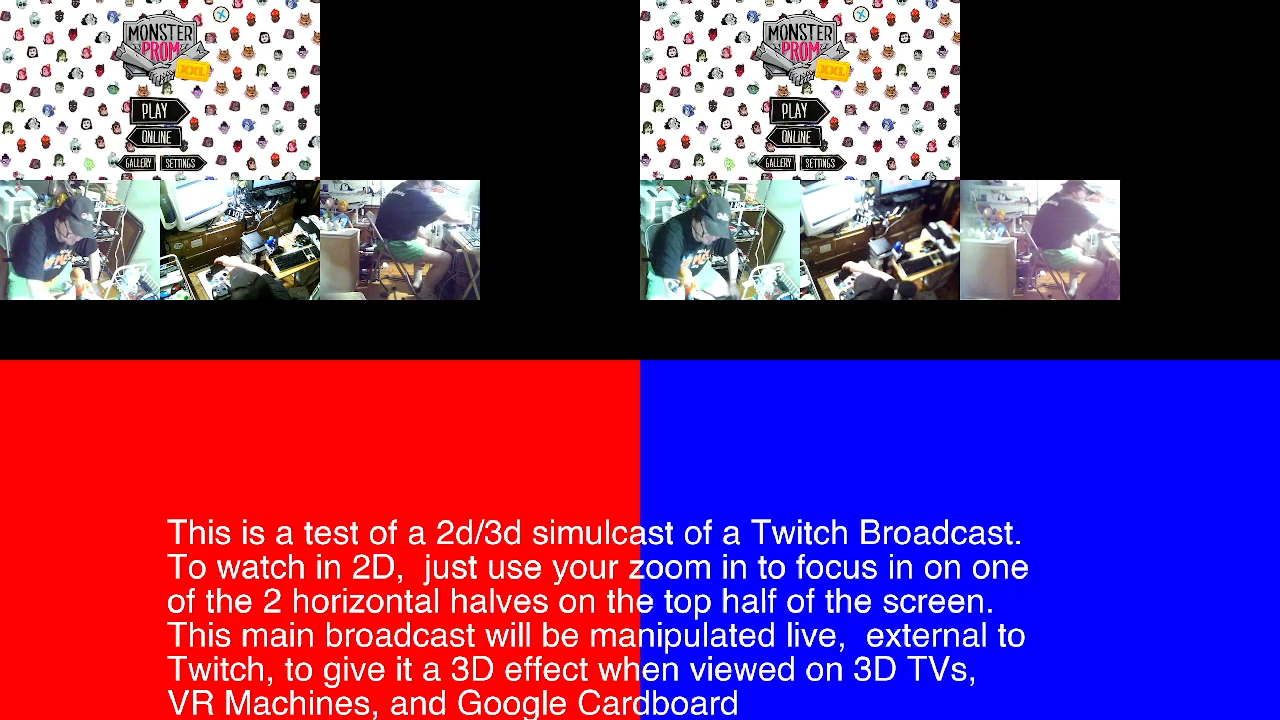 MONSTER
PROM
XXL
PLAY
ONLINE
GALLERY SETTINGS
MONSTER
PROM
XXL
PLAY
ONLINE
GALLERY SETTINGS
This is a test of a 2d/3d simulcast of a Twitch Broadcast.
To watch in 2D,  just use your zoom in to focus in on one
of the 2 horizontal halves on the top half of the screen.
This main broadcast will be manipulated live,  external to
Twitch, to give it a 3D effect when viewed on 3D TVs,
VR Machines, and Google Cardboard